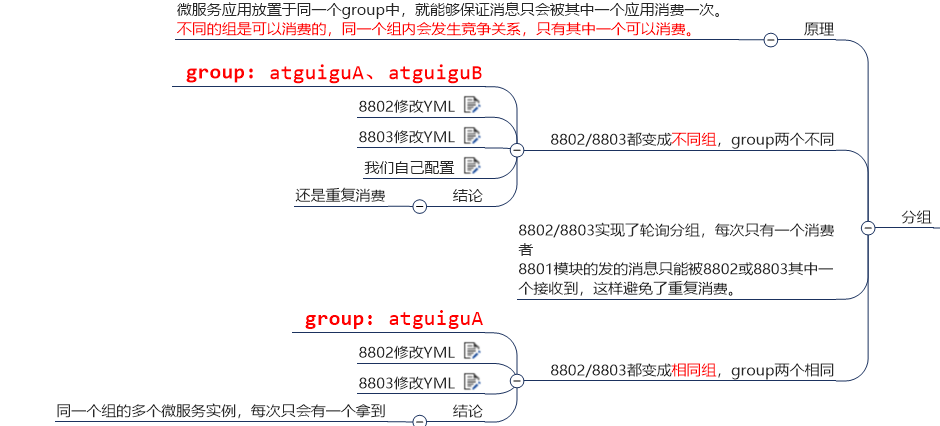 微服务应用放置于同一个group中，就能够保证消息只会被其中一个应用消费一次。
不同的组是可以消费的，同一个组内会发生竞争关系，只有其中一个可以消费。
原理
group: atguiguA、atguiguB
8802修改YML
8803修改YML
8802/8803都变成不同组，group两个不同
我们自己配置
还是重复消费
结论
分组
8802/8803实现了轮询分组，每次只有一个消费
者
8801模块的发的消息只能被8802或8803其中一
个接收到，这样避免了重复消费。
group: atguiguA
8802修改YML
8802/8803都变成相同组，group两个相同
8803修改YML
同一个组的多个微服务实例，每次只会有一个拿到
结论